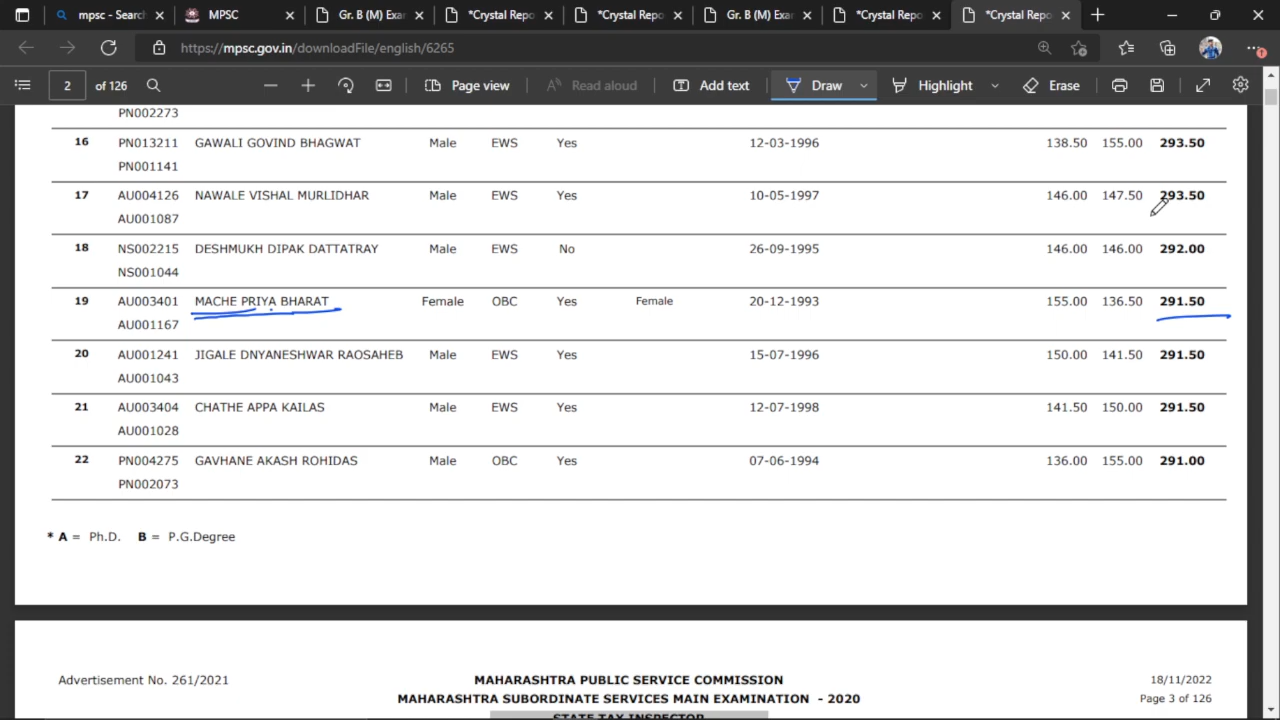 mpsc - Search
MPSC
Gr. B (M) Exam
*Crystal Repo
*Crystal Repo
Gr. B (M) Exam
*Crystal Repo
*Crystal Repo
https://mpsc.gov.in/downloadFile/english/6265
2 of 126 Page view Read aloud Add text Draw Highlight Erase
PN002273
16 PN013211 GAWALI GOVIND BHAGWAT Male EWS Yes 12-03-1996 138.50 155.00 293.50
PN001141
17 AU004126 NAWALE VISHAL MURLIDHAR Male EWS Yes 10-05-1997 146.00 147.50 293.50
AU001087
18 NS002215 DESHMUKH DIPAK DATTATRAY Male EWS No 26-09-1995 146.00 146.00 292.00
NS001044
19 AU003401 MACHE PRIYA BHARAT Female OBC Yes Female 20-12-1993 155.00 136.50 291.50
AU001167
20 AU001241 JIGALE DNYANESHWAR RAOSAHEB Male EWS Yes 15-07-1996 150.00 141.50 291.50
AU001043
21 AU003404 CHATHE APPA KAILAS Male EWS Yes 12-07-1998 141.50 150.00 291.50
AU001028
22 PN004275 GAVHANE AKASH ROHIDAS Male OBC Yes 07-06-1994 136.00 155.00 291.00
PN002073
* A = Ph.D. B = P.G.Degree
Advertisement No. 261/2021 MAHARASHTRA PUBLIC SERVICE COMMISSION 18/11/2022
MAHARASHTRA SUBORDINATE SERVICES MAIN EXAMINATION - 2020 Page 3 of 126
STATE TAX INSPECTOR